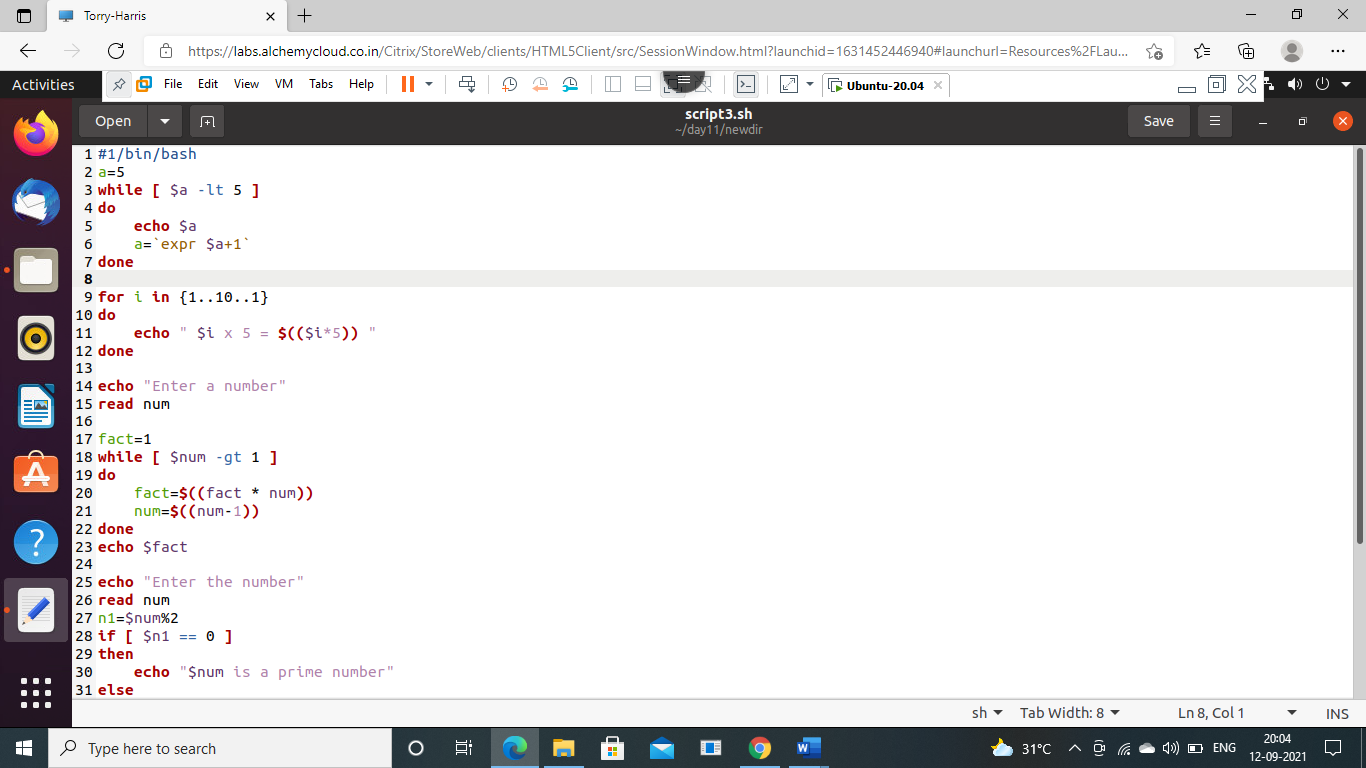 Torry-Harris
https://labs.alchemycloud.co.in/Citrix/StoreWeb/clients/HTML5Client/src/SessionWindow.html?launchid=1631452446940#launchurl=Resources%2FLau...
Activities
File Edit View VM Tabs Help
Ubuntu-20.04
Open
script3.sh
~/day11/newdir
Save
1 #1/bin/bash
2 a=5
3 while [ $a -lt 5 ]
4 do
5     echo $a
6     a=`expr $a+1`
7 done
8
9 for i in {1..10..1}
10 do
11     echo " $i x 5 = $(($i*5)) "
12 done
13
14 echo "Enter a number"
15 read num
16
17 fact=1
18 while [ $num -gt 1 ]
19 do
20     fact=$((fact * num))
21     num=$((num-1))
22 done
23 echo $fact
24
25 echo "Enter the number"
26 read num
27 n1=$num%2
28 if [ $n1 == 0 ]
29 then
30     echo "$num is a prime number"
31 else
sh Tab Width: 8 Ln 8, Col 1 INS
Type here to search
31°C
ENG
20:04
12-09-2021